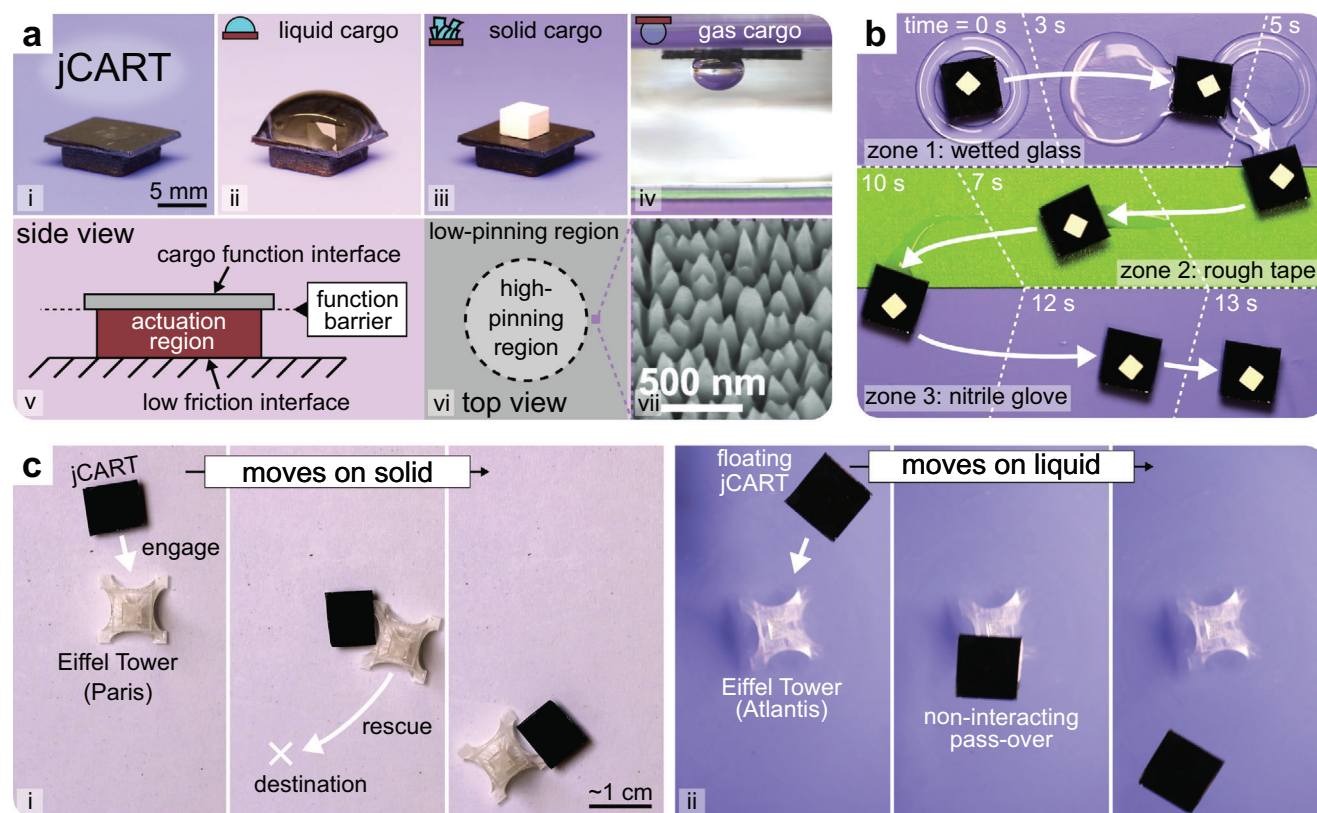 a
jCART
liquid cargo
solid cargo
gas cargo
5 mm
i
ii
iii
iv
side view
cargo function interface
function
barrier
actuation
region
low friction interface
v
low-pinning region
high-
pinning
region
vi
top view
500 nm
vii
b
time = 0 s
3 s
5 s
zone 1: wetted glass
10 s
7 s
zone 2: rough tape
12 s
13 s
zone 3: nitrile glove
c
jCART
moves on solid
engage
Eiffel Tower
(Paris)
rescue
destination
~1 cm
i
floating
jCART
moves on liquid
Eiffel Tower
(Atlantis)
non-interacting
pass-over
ii